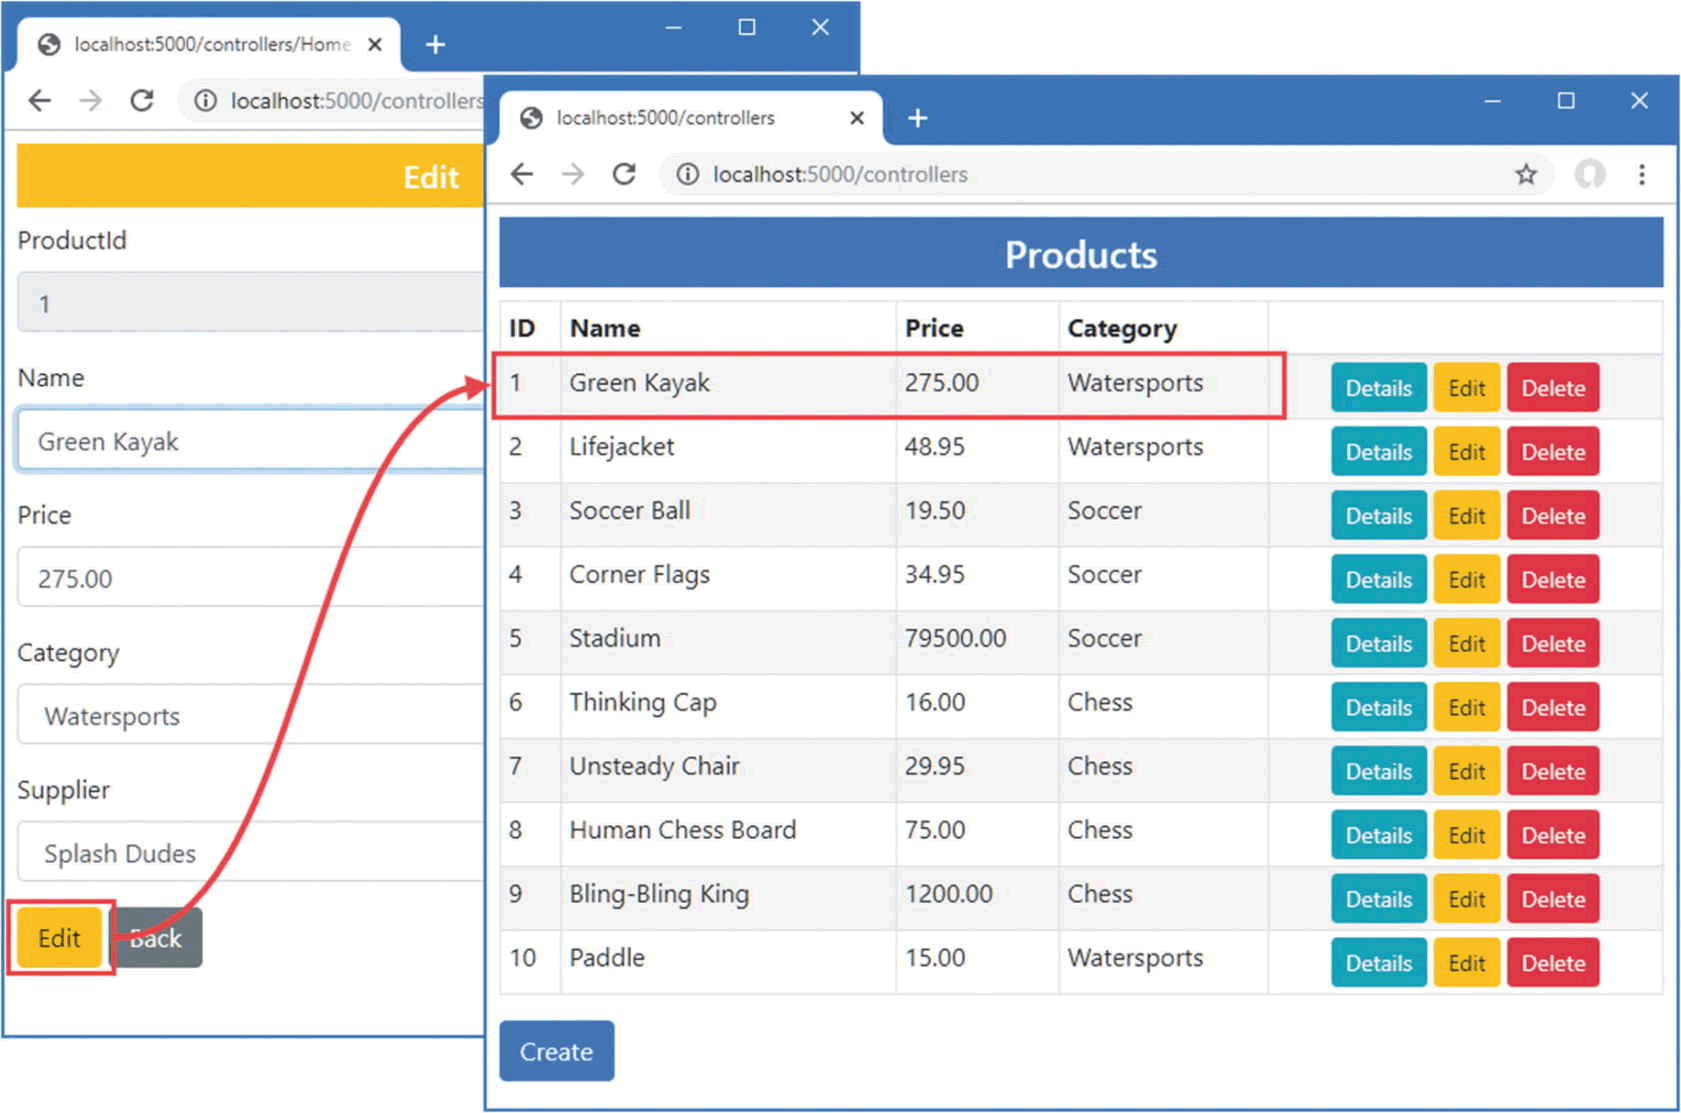 localhost:5000/controllers/Home
localhost:5000/controllers
Edit
ProductId
1
Name
Green Kayak
Price
275.00
Category
Watersports
Supplier
Splash Dudes
Edit Back
localhost:5000/controllers
localhost:5000/controllers
Products
ID Name Price Category
1 Green Kayak 275.00 Watersports Details Edit Delete
2 Lifejacket 48.95 Watersports Details Edit Delete
3 Soccer Ball 19.50 Soccer Details Edit Delete
4 Corner Flags 34.95 Soccer Details Edit Delete
5 Stadium 79500.00 Soccer Details Edit Delete
6 Thinking Cap 16.00 Chess Details Edit Delete
7 Unsteady Chair 29.95 Chess Details Edit Delete
8 Human Chess Board 75.00 Chess Details Edit Delete
9 Bling-Bling King 1200.00 Chess Details Edit Delete
10 Paddle 15.00 Watersports Details Edit Delete
Create